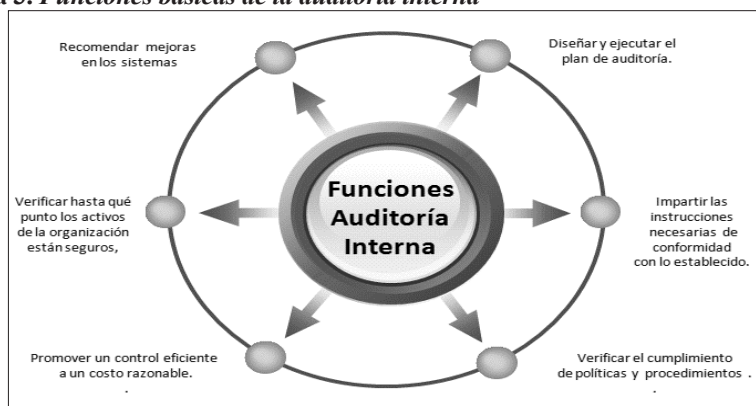 3. Funciones básicas de la auditoría interna
Recomendar mejoras
en los sistemas
Diseñar y ejecutar el
plan de auditoría.
Verificar hasta qué
punto los activos
de la organización
están seguros,
Funciones
Auditoría
Interna
Impartir las
instrucciones
necesarias de
conformidad
con lo establecido.
Promover un control eficiente
a un costo razonable.
.
Verificar el cumplimiento
de políticas y procedimientos .
.